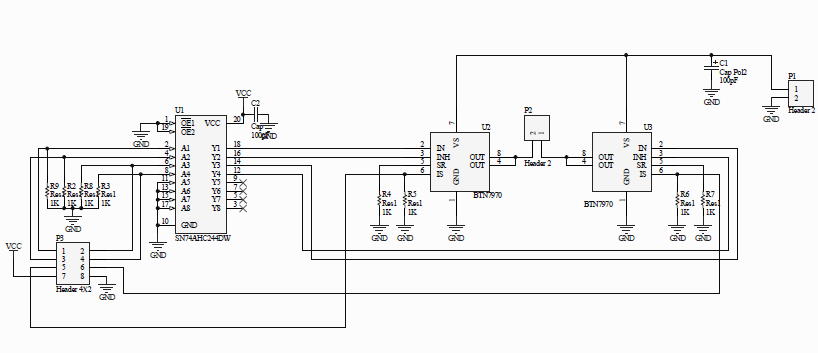 C1
Cap Pol2
100pF
GND
P1
1
2
Header 2
GND
VCC
C2
Cap
100pF
GND
U1
1 OE1
19 OE2
VCC 20
GND
2 A1 Y1 18
4 A2 Y2 16
6 A3 Y3 14
8 A4 Y4 12
11 A5 Y5 9
13 A6 Y6 7
15 A7 Y7 5
17 A8 Y8 3
10 GND
SN74AHC244DW
GND
R9
Res1
1K
R2
Res1
1K
R8
Res1
1K
R3
Res1
1K
GND
VCC
P3
1 2
3 4
5 6
7 8
Header 4X2
GND
U2
7
VS
2 IN
3 INH
5 SR
6 IS
OUT 8
OUT 4
GND
1
BTN7970
GND
R4
Res1
1K
GND
R5
Res1
1K
GND
P2
2 1
Header 2
U3
7
VS
IN 2
INH 3
SR 5
IS 6
8 OUT
4 OUT
GND
1
BTN7970
GND
R6
Res1
1K
GND
R7
Res1
1K
GND